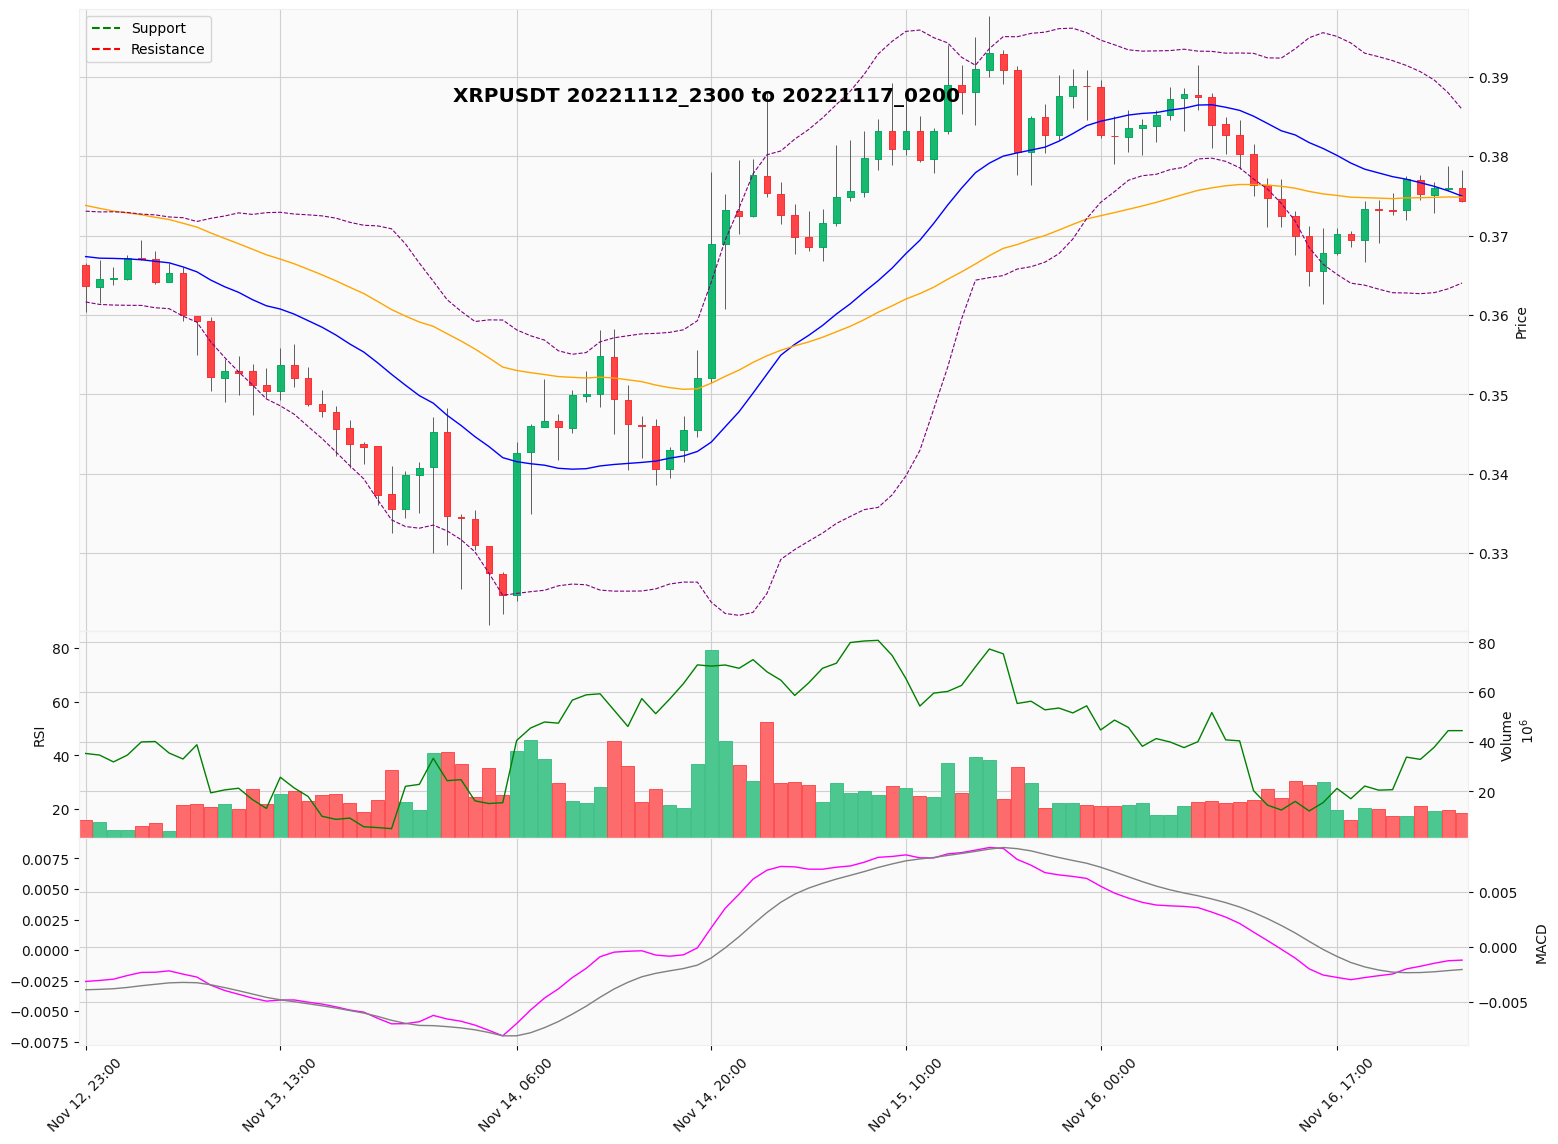 Support
Resistance
XRPUSDT 20221112_2300 to 20221117_0200
0.39
0.38
0.37
0.36
0.35
0.34
0.33
Price
80
60
40
20
RSI
80
60
40
20
Volume
10^6
0.0075
0.0050
0.0025
0.0000
−0.0025
−0.0050
−0.0075
0.005
0.000
−0.005
MACD
Nov 12, 23:00
Nov 13, 13:00
Nov 14, 06:00
Nov 14, 20:00
Nov 15, 10:00
Nov 16, 00:00
Nov 16, 17:00